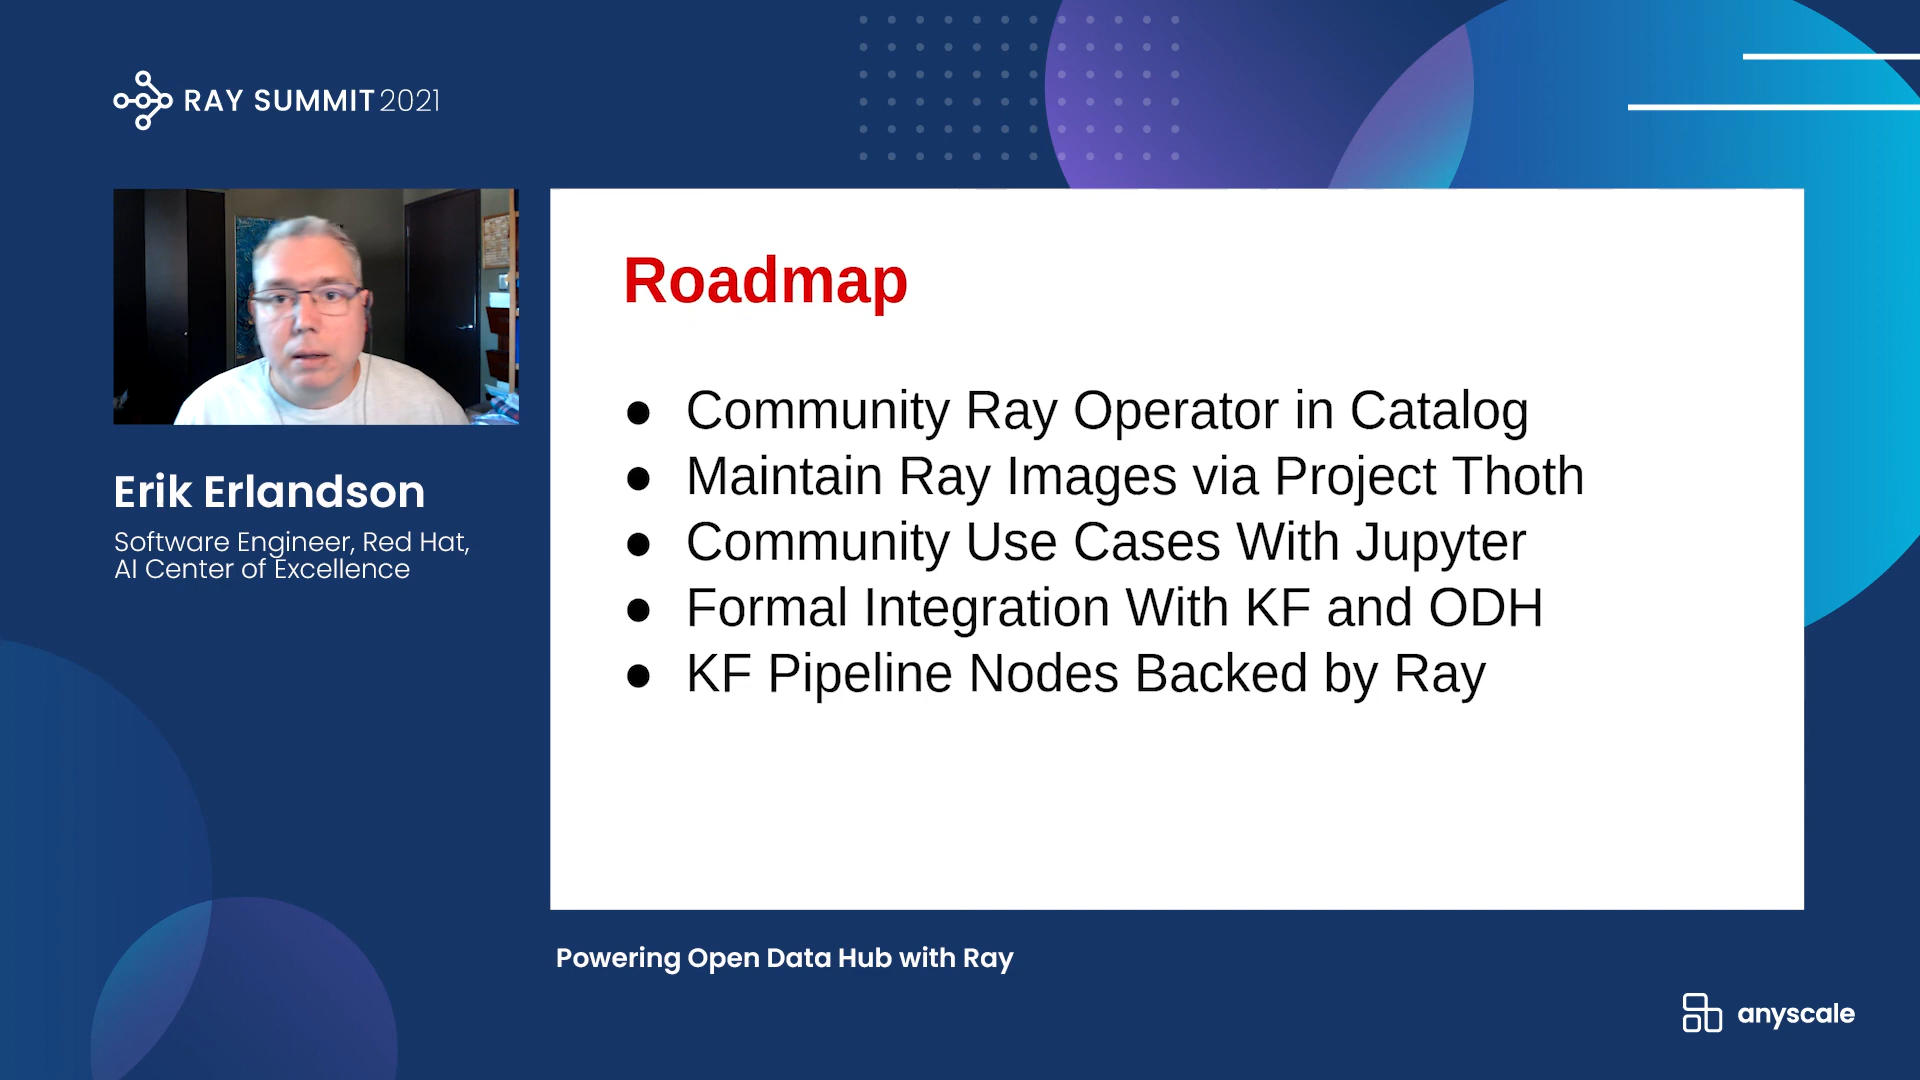 RAY SUMMIT 2021
Erik Erlandson
Software Engineer, Red Hat,
AI Center of Excellence
Roadmap
● Community Ray Operator in Catalog
● Maintain Ray Images via Project Thoth
● Community Use Cases With Jupyter
● Formal Integration With KF and ODH
● KF Pipeline Nodes Backed by Ray
Powering Open Data Hub with Ray
anyscale